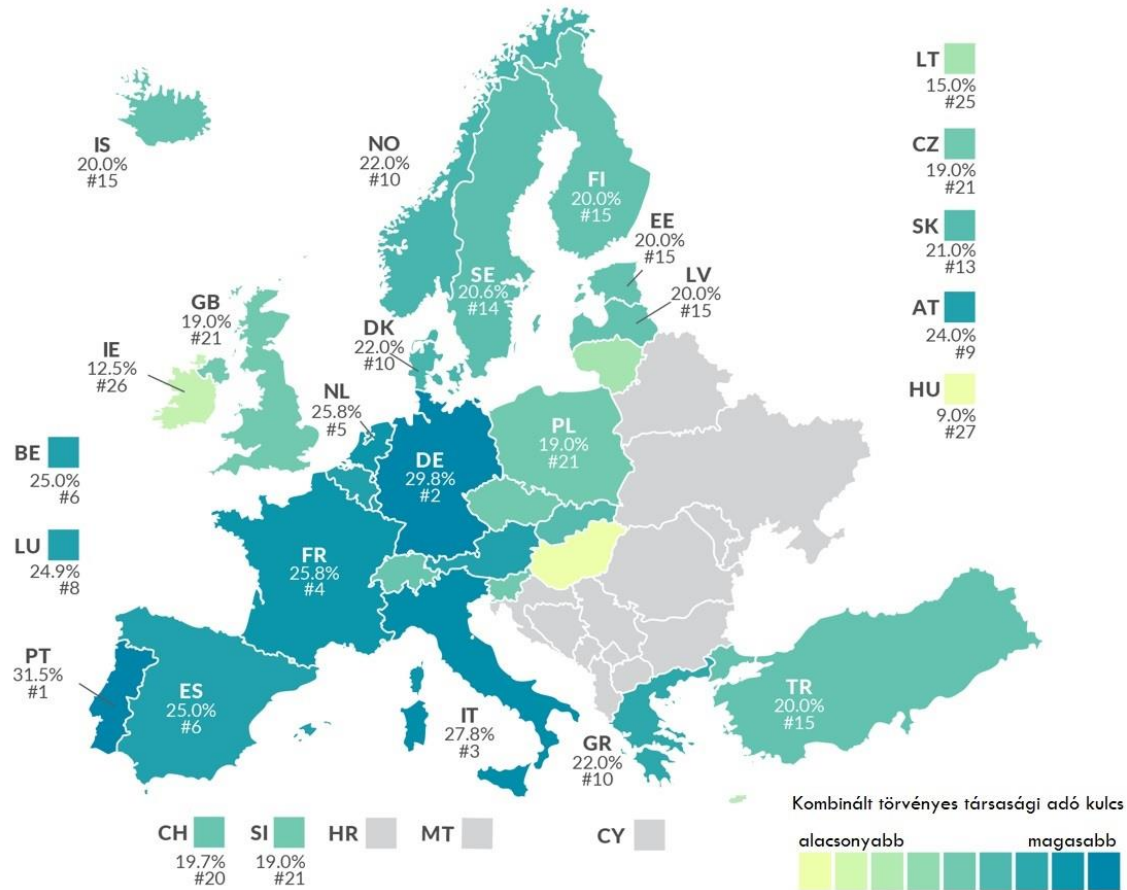 IS
20.0%
#15
NO
22.0%
#10
FI
20.0%
#15
SE
20.6%
#14
EE
20.0%
#15
LV
20.0%
#15
LT
15.0%
#25
CZ
19.0%
#21
SK
21.0%
#13
AT
24.0%
#9
HU
9.0%
#27
GB
19.0%
#21
IE
12.5%
#26
DK
22.0%
#10
NL
25.8%
#5
BE
25.0%
#6
LU
24.9%
#8
DE
29.8%
#2
PL
19.0%
#21
FR
25.8%
#4
PT
31.5%
#1
ES
25.0%
#6
IT
27.8%
#3
GR
22.0%
#10
TR
20.0%
#15
CH
19.7%
#20
SI
19.0%
#21
HR
MT
CY
Kombinált törvényes társasági adó kulcs
alacsonyabb
magasabb